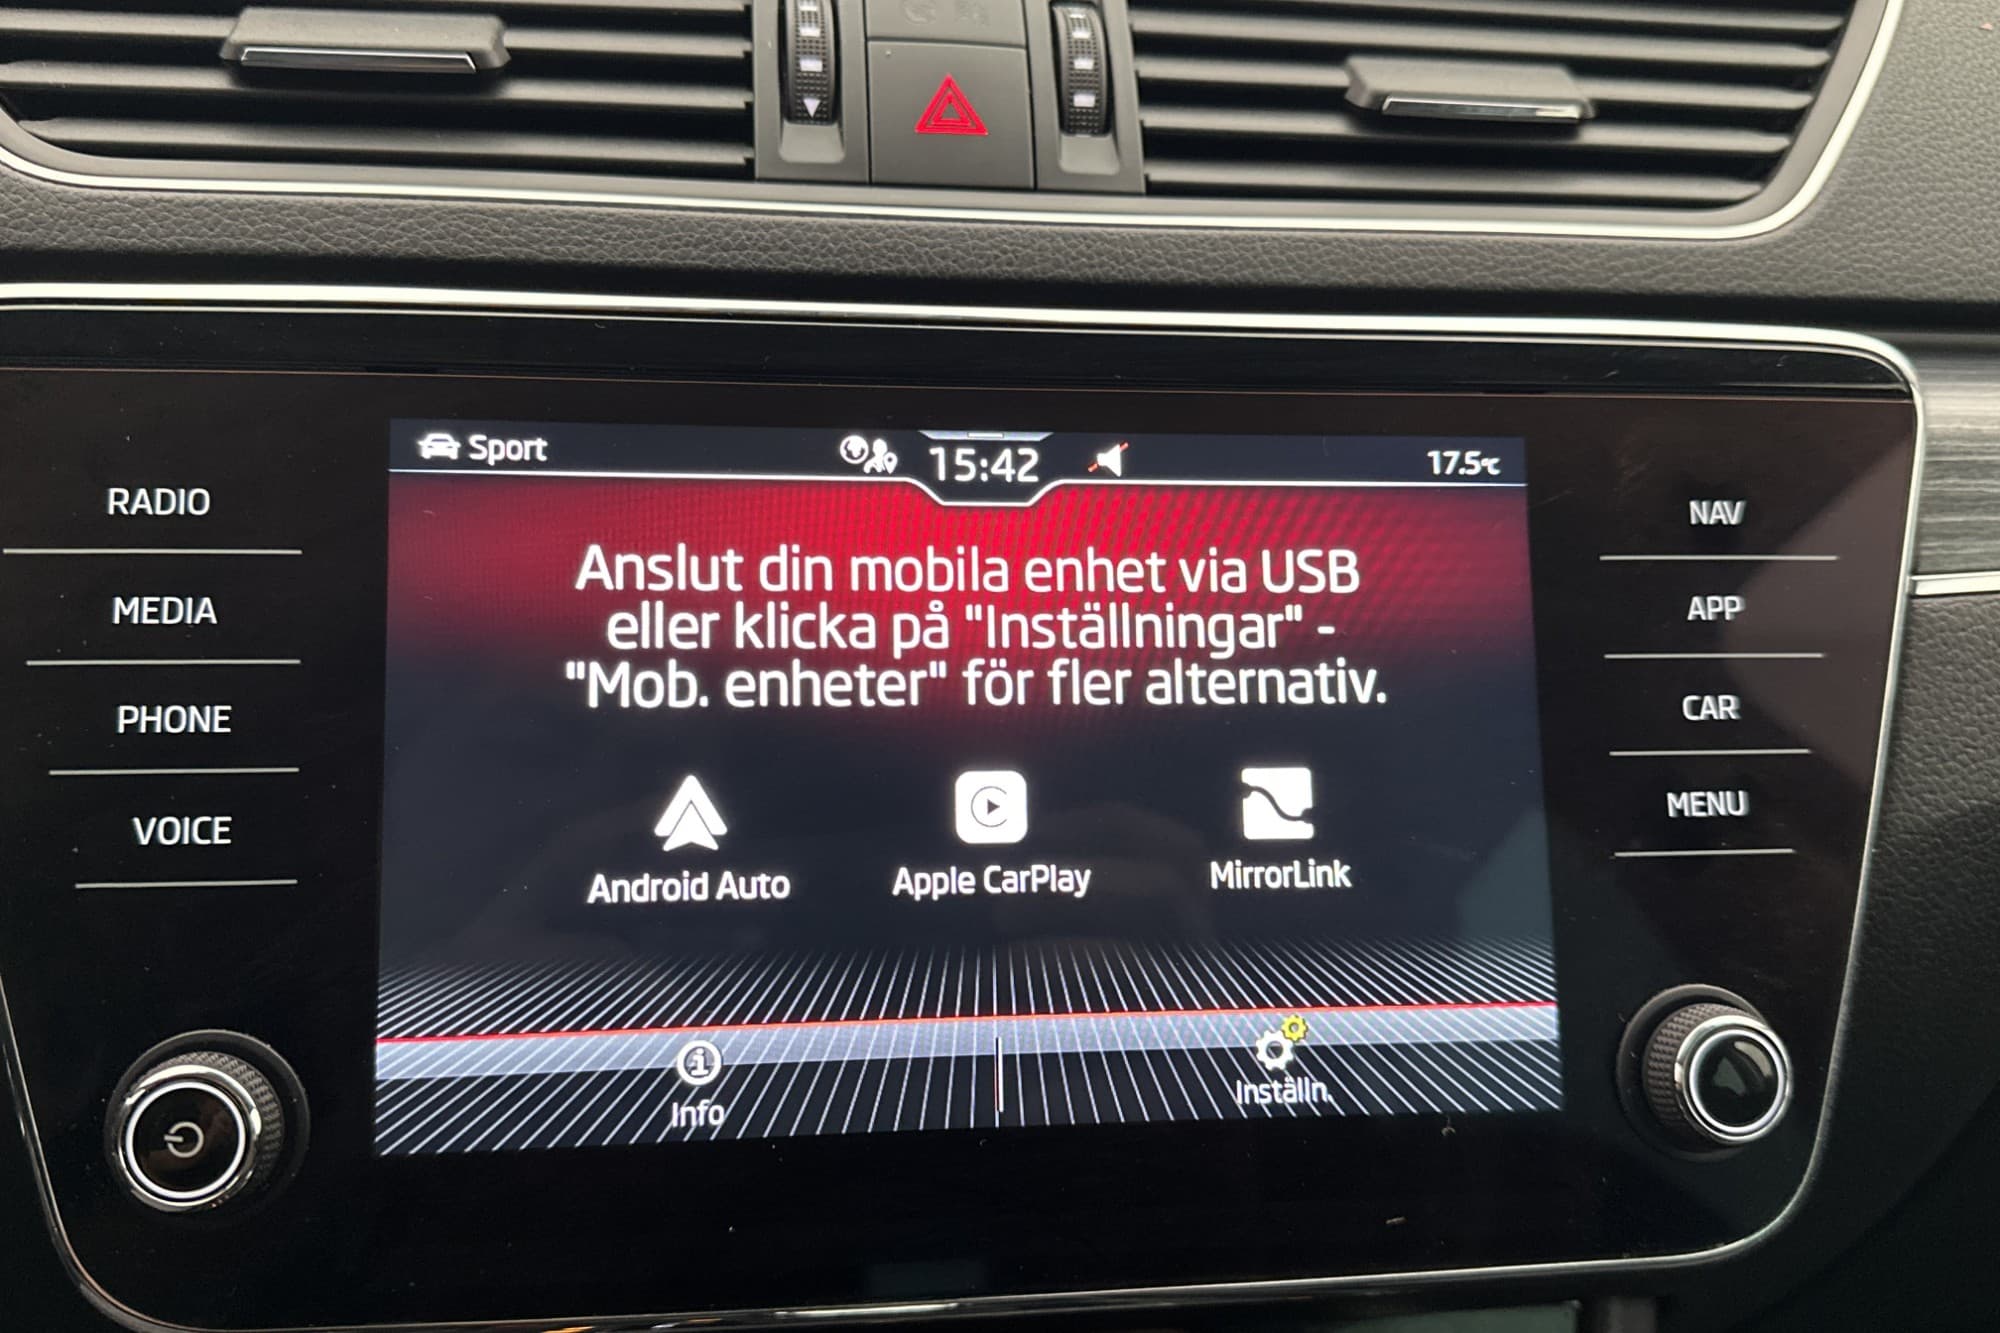 Sport 15:42 17.5°C
RADIO
MEDIA
PHONE
VOICE
Anslut din mobila enhet via USB
eller klicka på "Inställningar" -
"Mob. enheter" för fler alternativ.
Android Auto
Apple CarPlay
MirrorLink
Info
Inställn.
NAV
APP
CAR
MENU